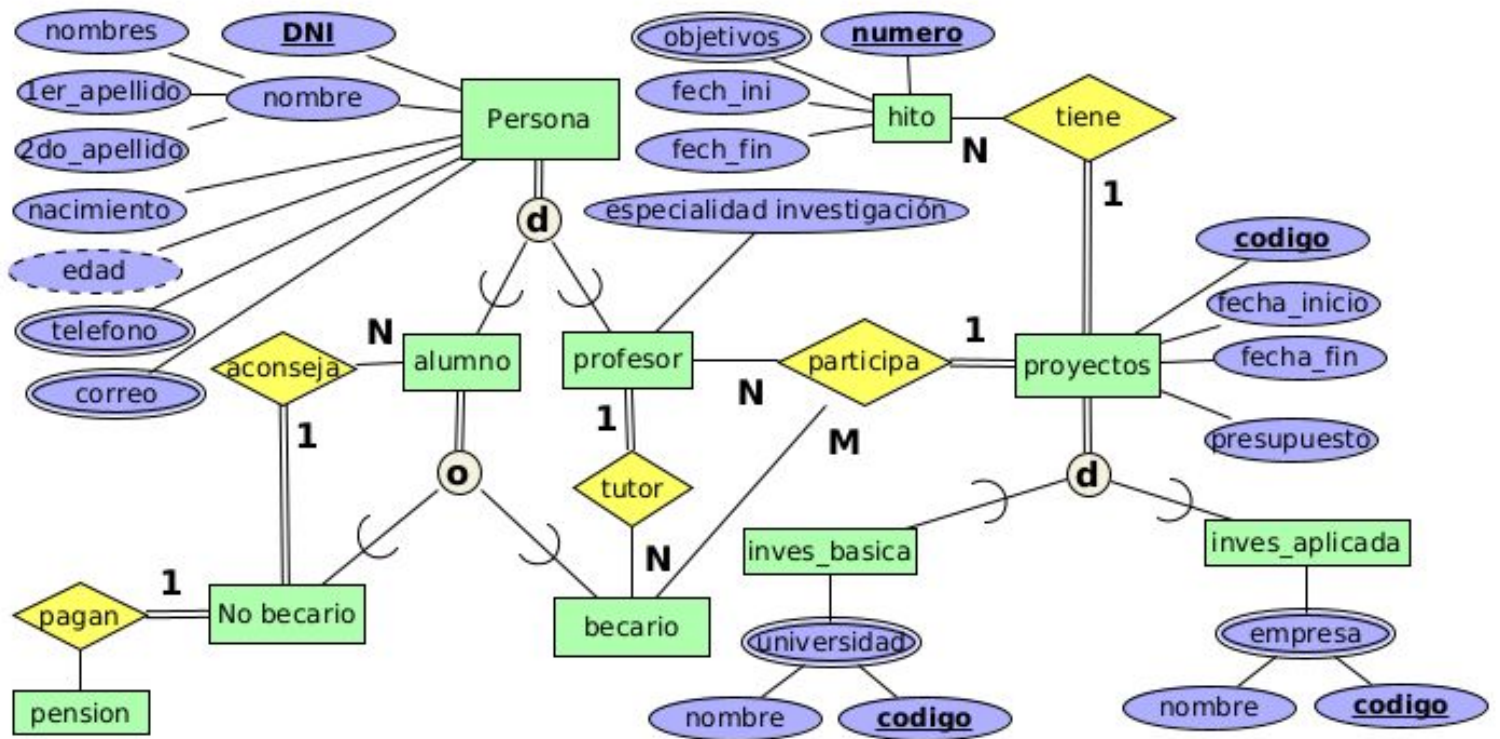 nombres
DNI
objetivos
numero
1er_apellido
nombre
fech_ini
hito
tiene
Persona
2do_apellido
fech_fin
N
1
nacimiento
d
especialidad investigación
codigo
edad
fecha_inicio
telefono
N
1
aconseja
alumno
profesor
participa
proyectos
fecha_fin
correo
N
1
1
M
presupuesto
o
tutor
d
N
inves_basica
inves_aplicada
1
pagan
No becario
becario
universidad
empresa
pension
nombre
codigo
nombre
codigo